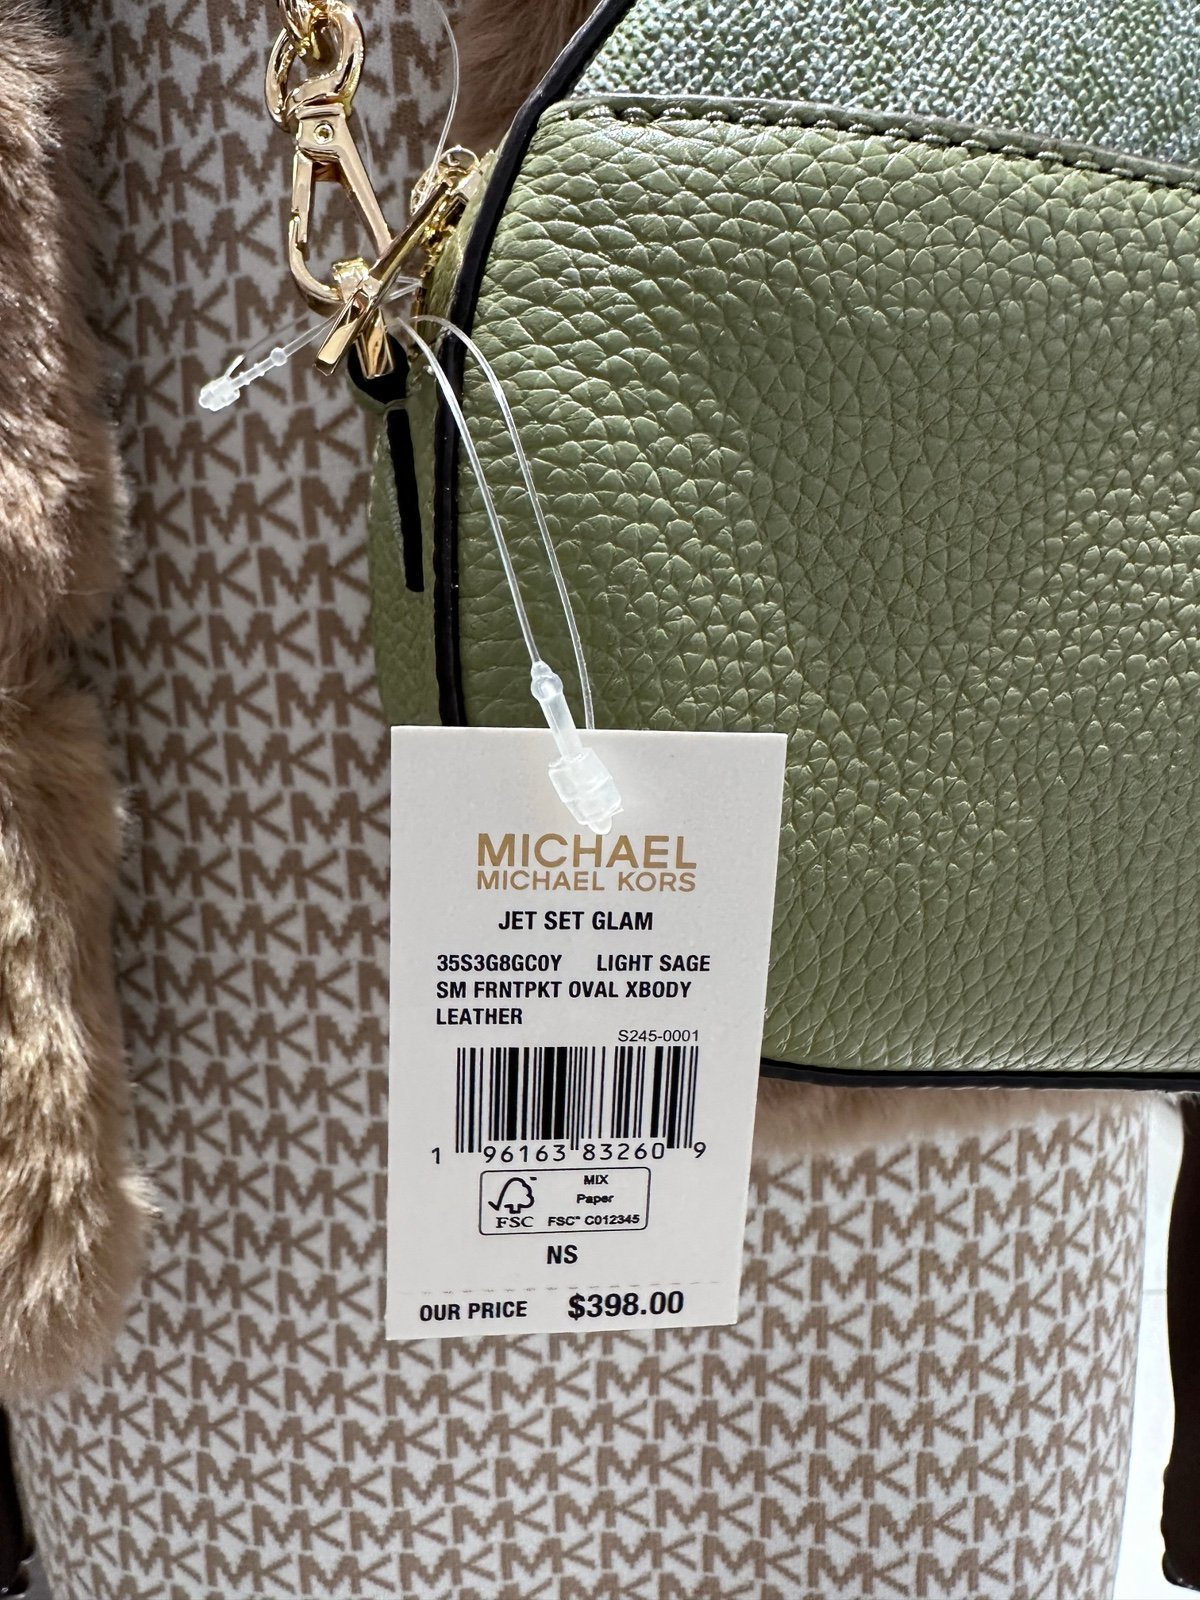 MICHAEL
MICHAEL KORS
JET SET GLAM
35S3G8GC0Y LIGHT SAGE
SM FRNTPKT OVAL XBODY
LEATHER
S245-0001
1 96163 83260 9
MIX
Paper
FSC FSC® C012345
NS
OUR PRICE $398.00